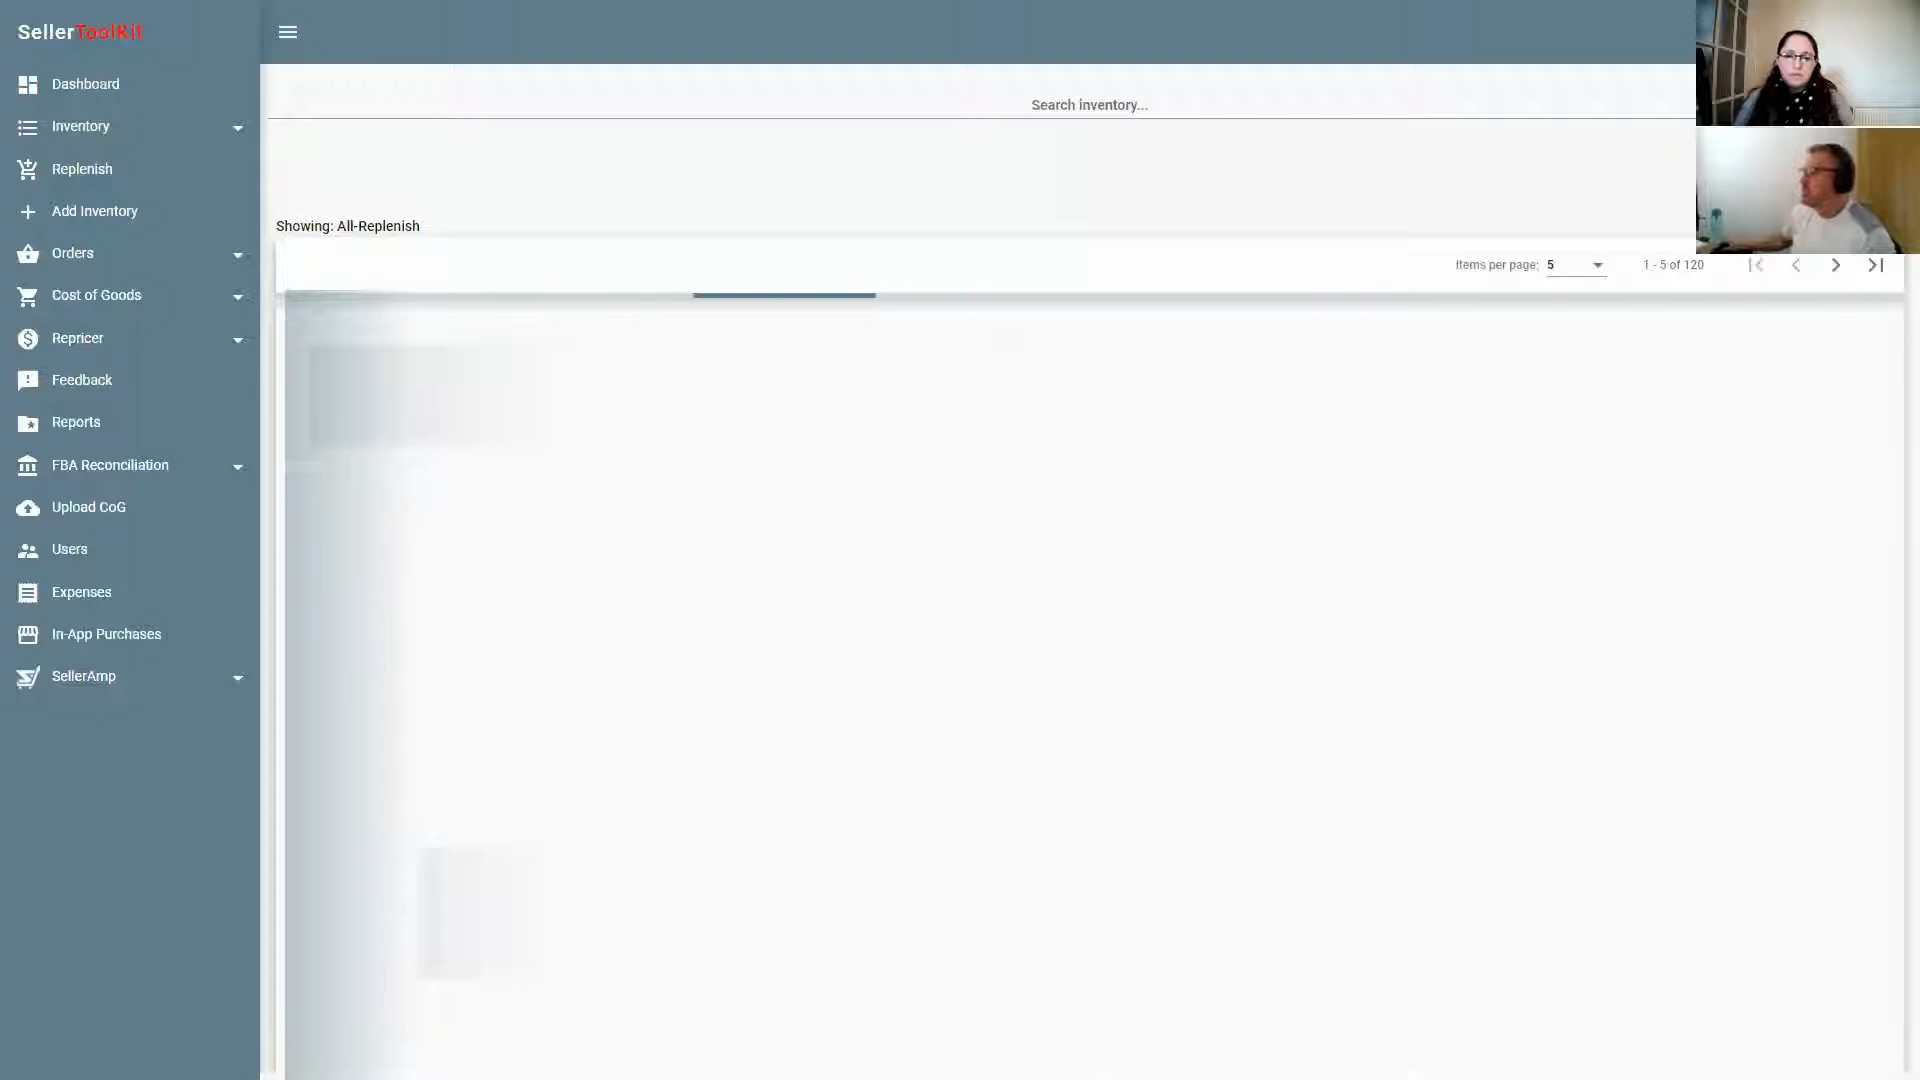 SellerToolKit
Dashboard
Inventory
Replenish
Add Inventory
Orders
Cost of Goods
Repricer
Feedback
Reports
FBA Reconciliation
Upload CoG
Users
Expenses
In-App Purchases
SellerAmp
Search inventory...
Showing: All-Replenish
Items per page: 5 1 - 5 of 120